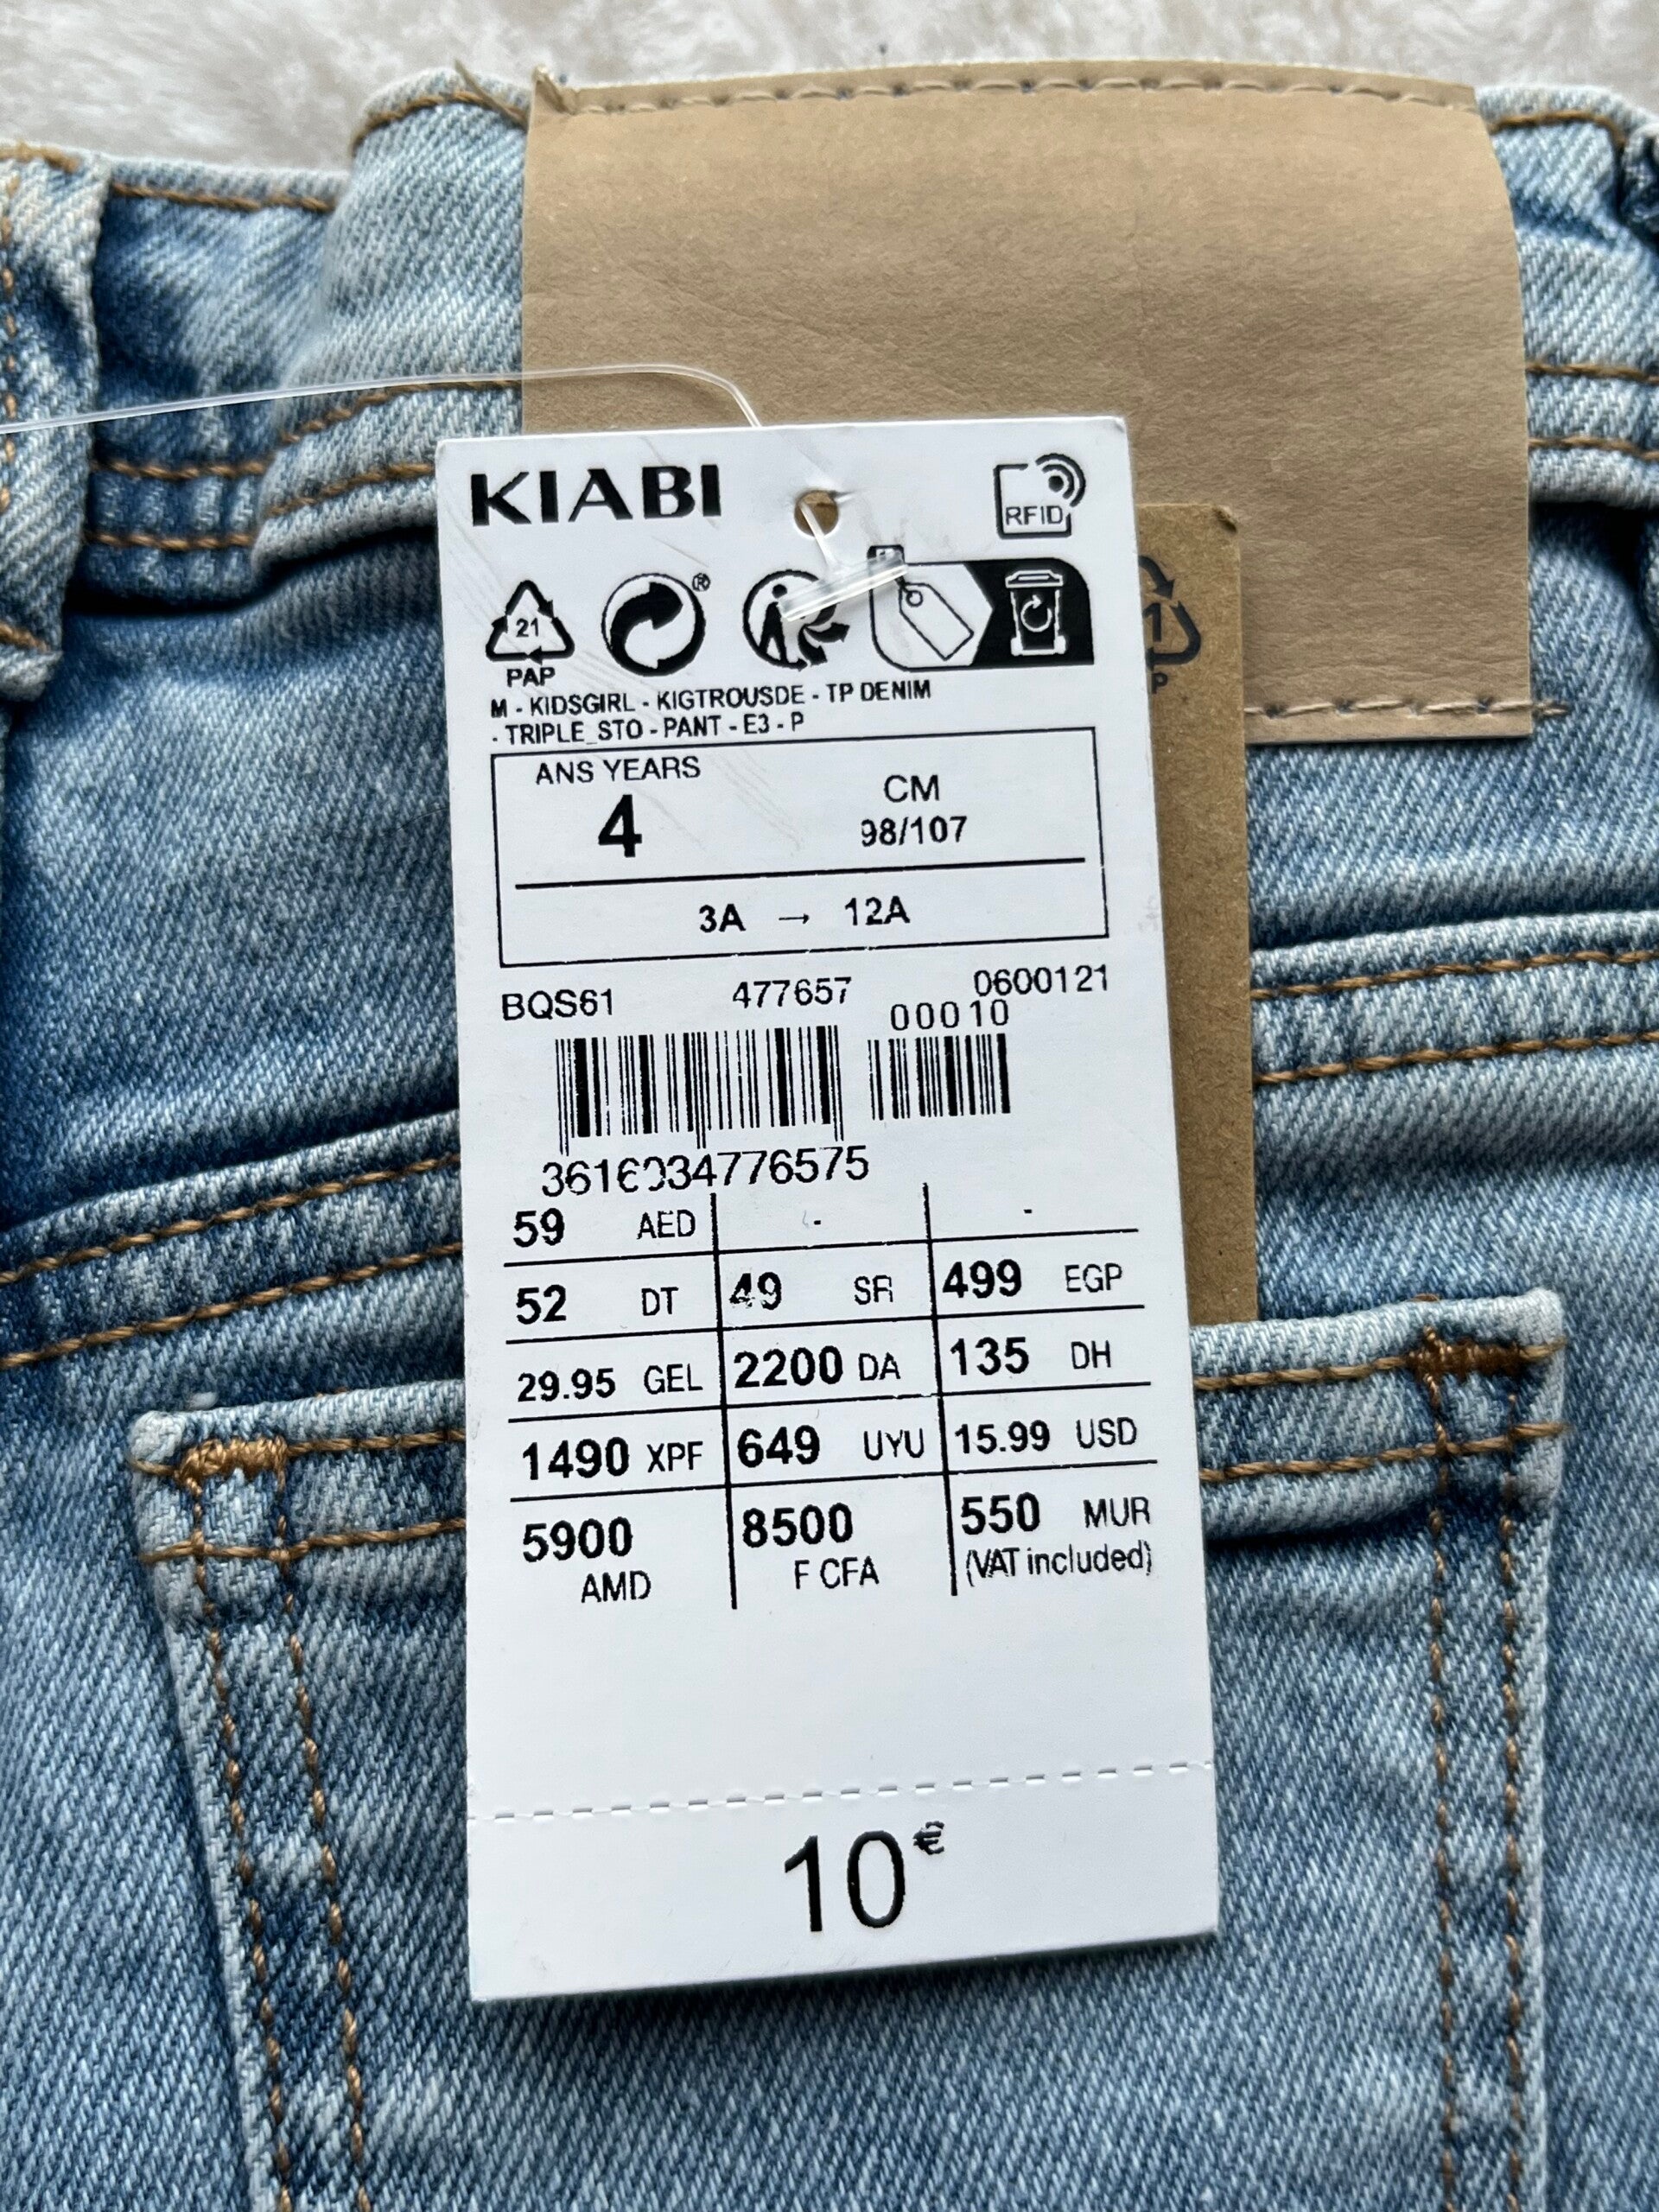 KIABI
RFID
®
21
PAP
M - KIDSGIRL - KIGTROUSDE - TP DENIM
- TRIPLE_STO - PANT - E3 - P
ANS YEARS
CM
4
98/107
3A → 12A
BQS61 477657 0600121
00010
59 AED - -
52 DT 49 SR 499 EGP
29.95 GEL 2200 DA 135 DH
1490 XPF 649 UYU 15.99 USD
5900 8500 550 MUR
AMD F CFA (VAT included)
10€